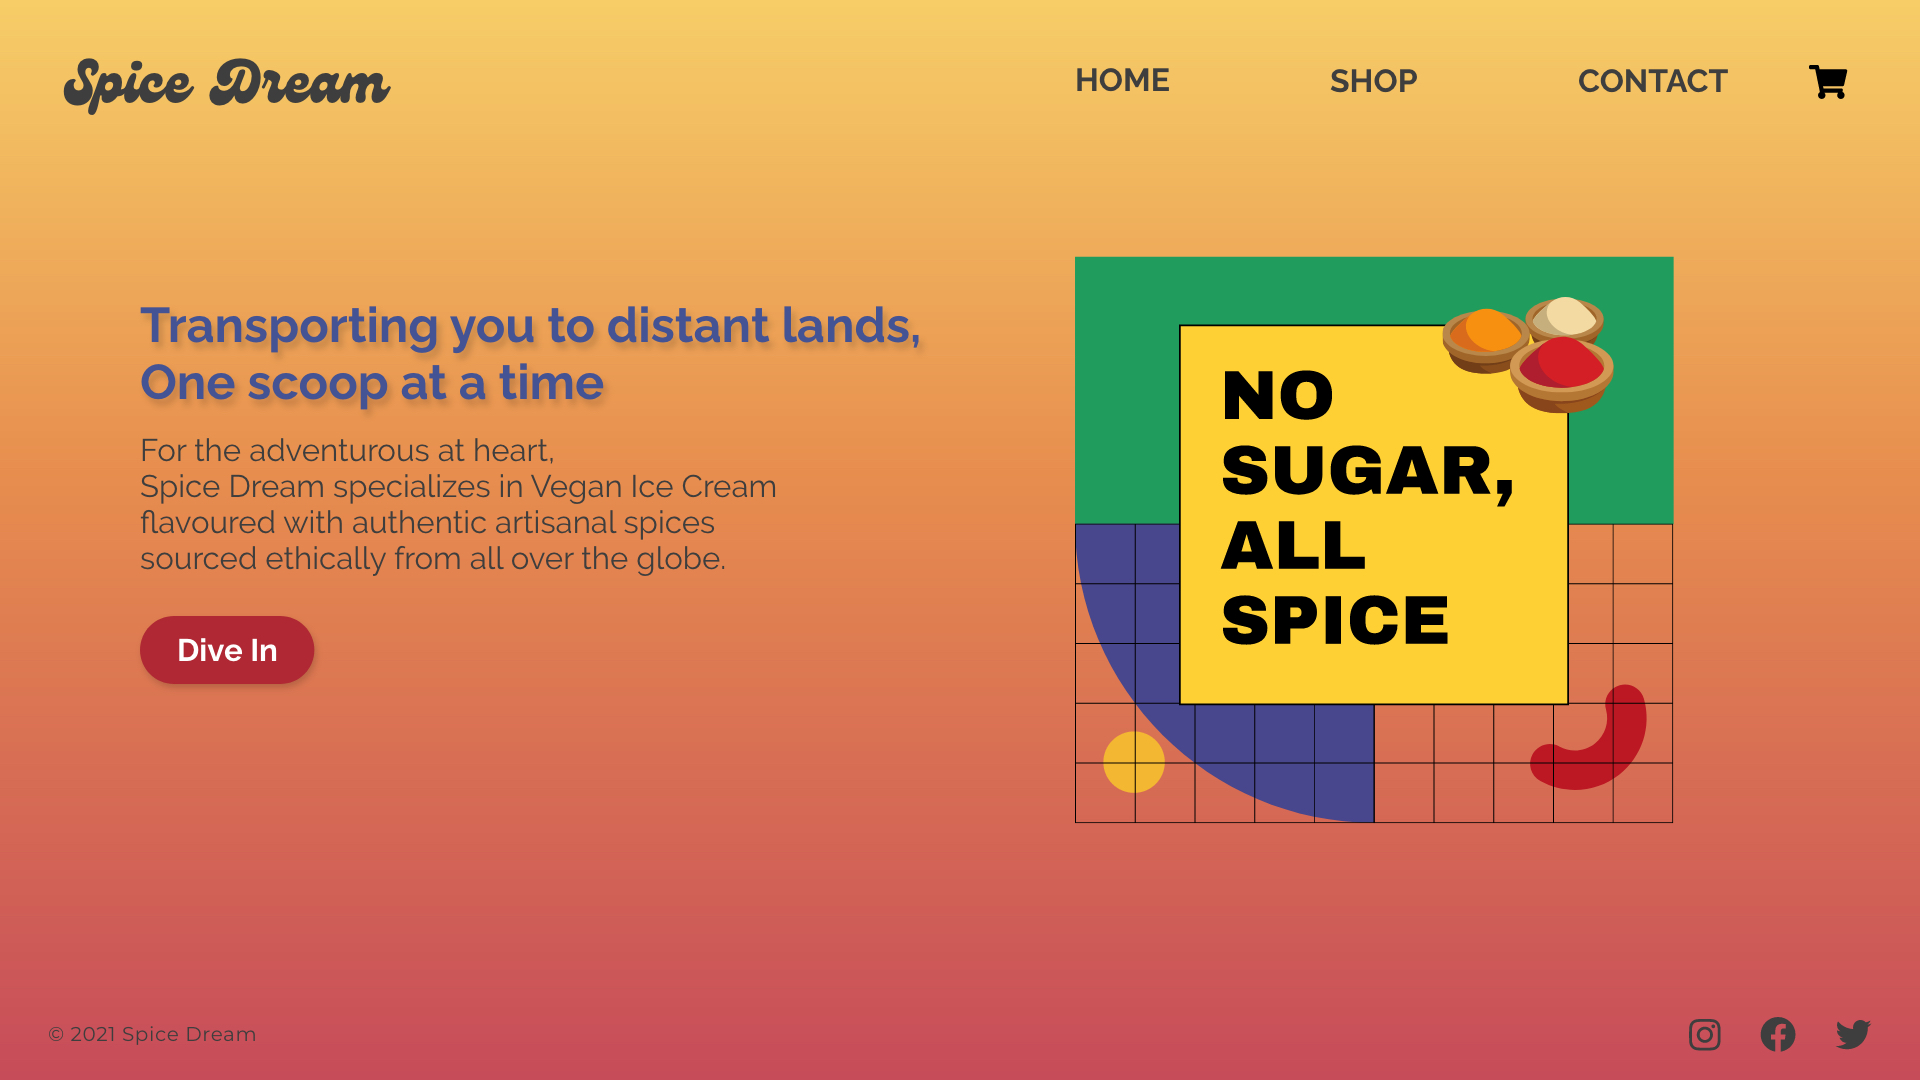 Spice Dream
HOME
SHOP
CONTACT
Transporting you to distant lands,
One scoop at a time
For the adventurous at heart,
Spice Dream specializes in Vegan Ice Cream
flavoured with authentic artisanal spices
sourced ethically from all over the globe.
Dive In
NO
SUGAR,
ALL
SPICE
© 2021 Spice Dream